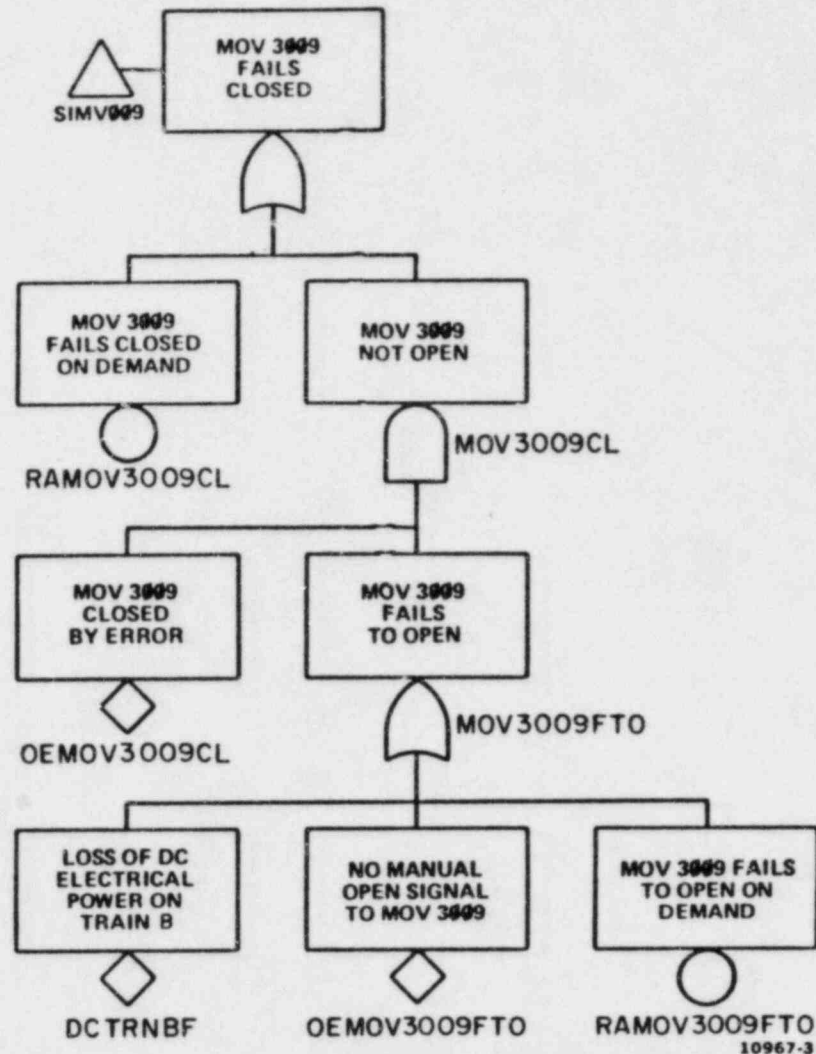 MOV 3009
FAILS
CLOSED
SIMV009
MOV 3009
FAILS CLOSED
ON DEMAND
MOV 3009
NOT OPEN
RAMOV3009CL
MOV3009CL
MOV 3009
CLOSED
BY ERROR
MOV 3009
FAILS
TO OPEN
OEMOV3009CL
MOV3009FTO
LOSS OF DC
ELECTRICAL
POWER ON
TRAIN B
NO MANUAL
OPEN SIGNAL
TO MOV 3009
MOV 3009 FAILS
TO OPEN ON
DEMAND
DCTRNBF
OEMOV3009FTO
RAMOV3009FTO
10967-3